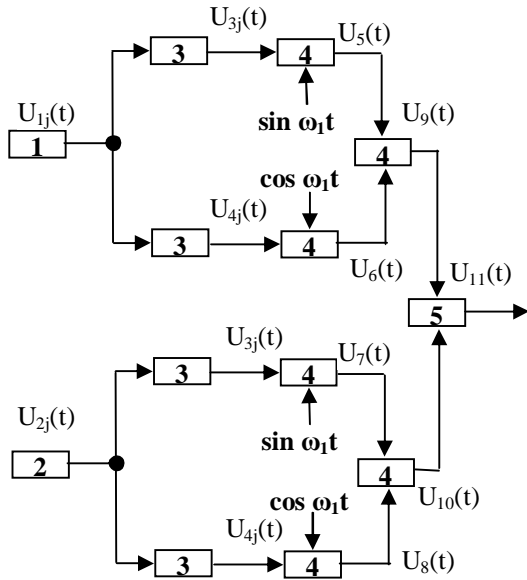 U3j(t)
U5(t)
3
4
sin ω1t
U1j(t)
U9(t)
1
4
cos ω1t
U4j(t)
3
4
U6(t)
U11(t)
5
U3j(t)
U7(t)
3
4
U2j(t)
sin ω1t
2
4
cos ω1t
U10(t)
U4j(t)
3
4
U8(t)